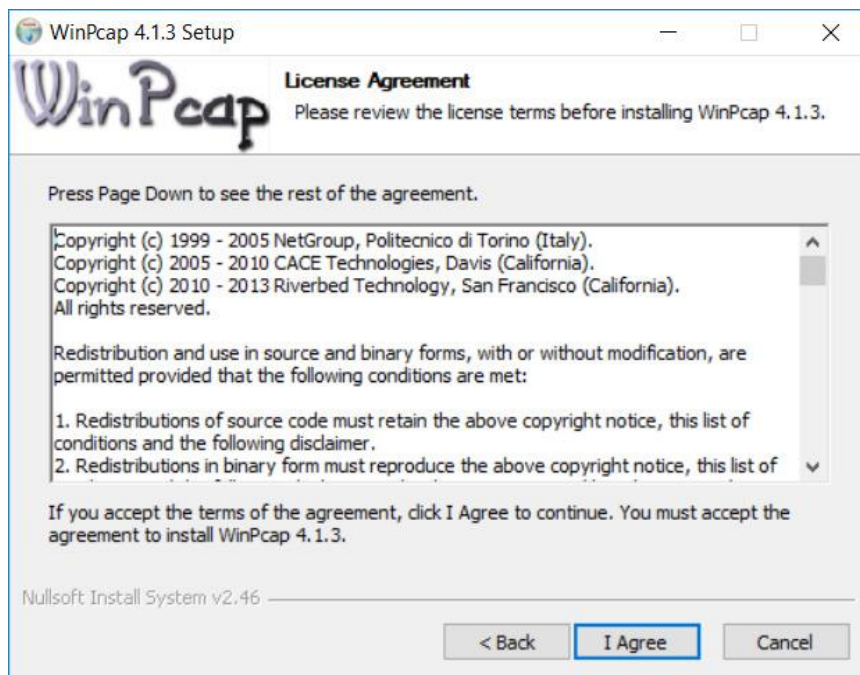 WinPcap 4.1.3 Setup
WinPcap
License Agreement
Please review the license terms before installing WinPcap 4.1.3.
Press Page Down to see the rest of the agreement.
Copyright (c) 1999 - 2005 NetGroup, Politecnico di Torino (Italy).
Copyright (c) 2005 - 2010 CACE Technologies, Davis (California).
Copyright (c) 2010 - 2013 Riverbed Technology, San Francisco (California).
All rights reserved.
Redistribution and use in source and binary forms, with or without modification, are
permitted provided that the following conditions are met:
1. Redistributions of source code must retain the above copyright notice, this list of
conditions and the following disclaimer.
2. Redistributions in binary form must reproduce the above copyright notice, this list of
If you accept the terms of the agreement, click I Agree to continue. You must accept the
agreement to install WinPcap 4.1.3.
Nullsoft Install System v2.46
< Back
I Agree
Cancel